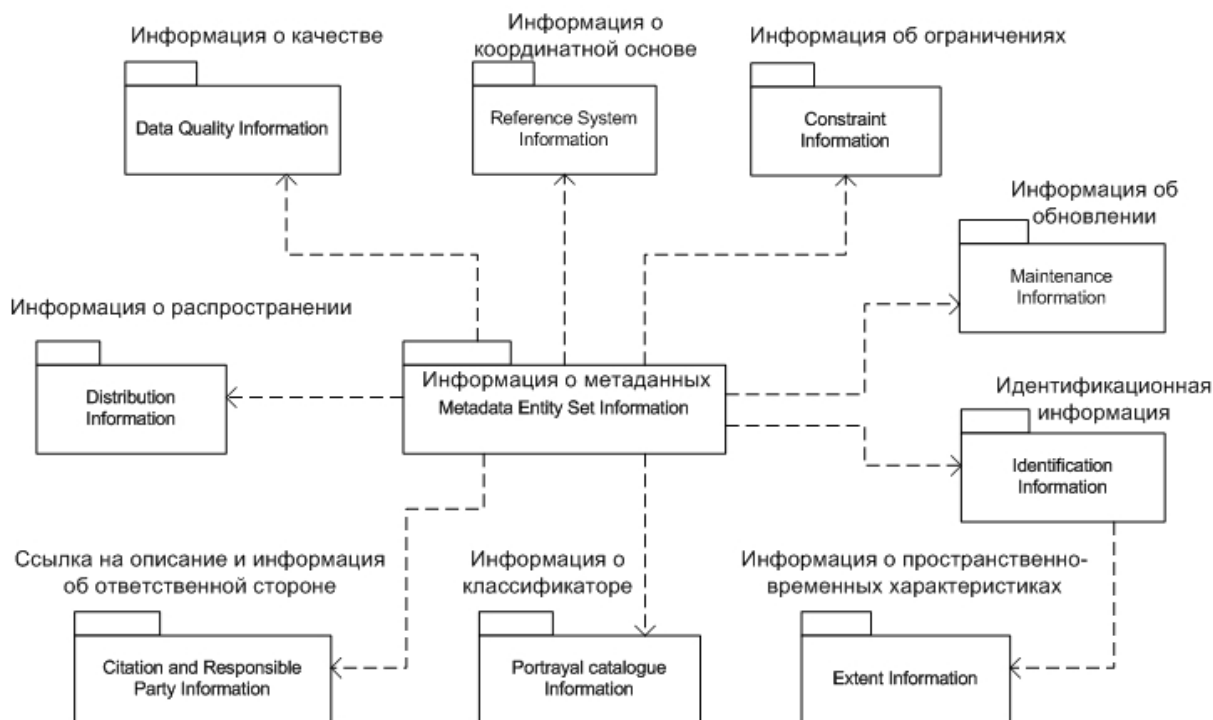 Информация о качестве
Data Quality Information
Информация о
координатной основе
Reference System
Information
Информация об ограничениях
Constraint
Information
Информация об
обновлении
Maintenance
Information
Информация о распространении
Distribution
Information
Информация о метаданных
Metadata Entity Set Information
Идентификационная
информация
Identification
Information
Ссылка на описание и информация
об ответственной стороне
Citation and Responsible
Party Information
Информация о
классификаторе
Portrayal catalogue
Information
Информация о пространственно-
временных характеристиках
Extent Information